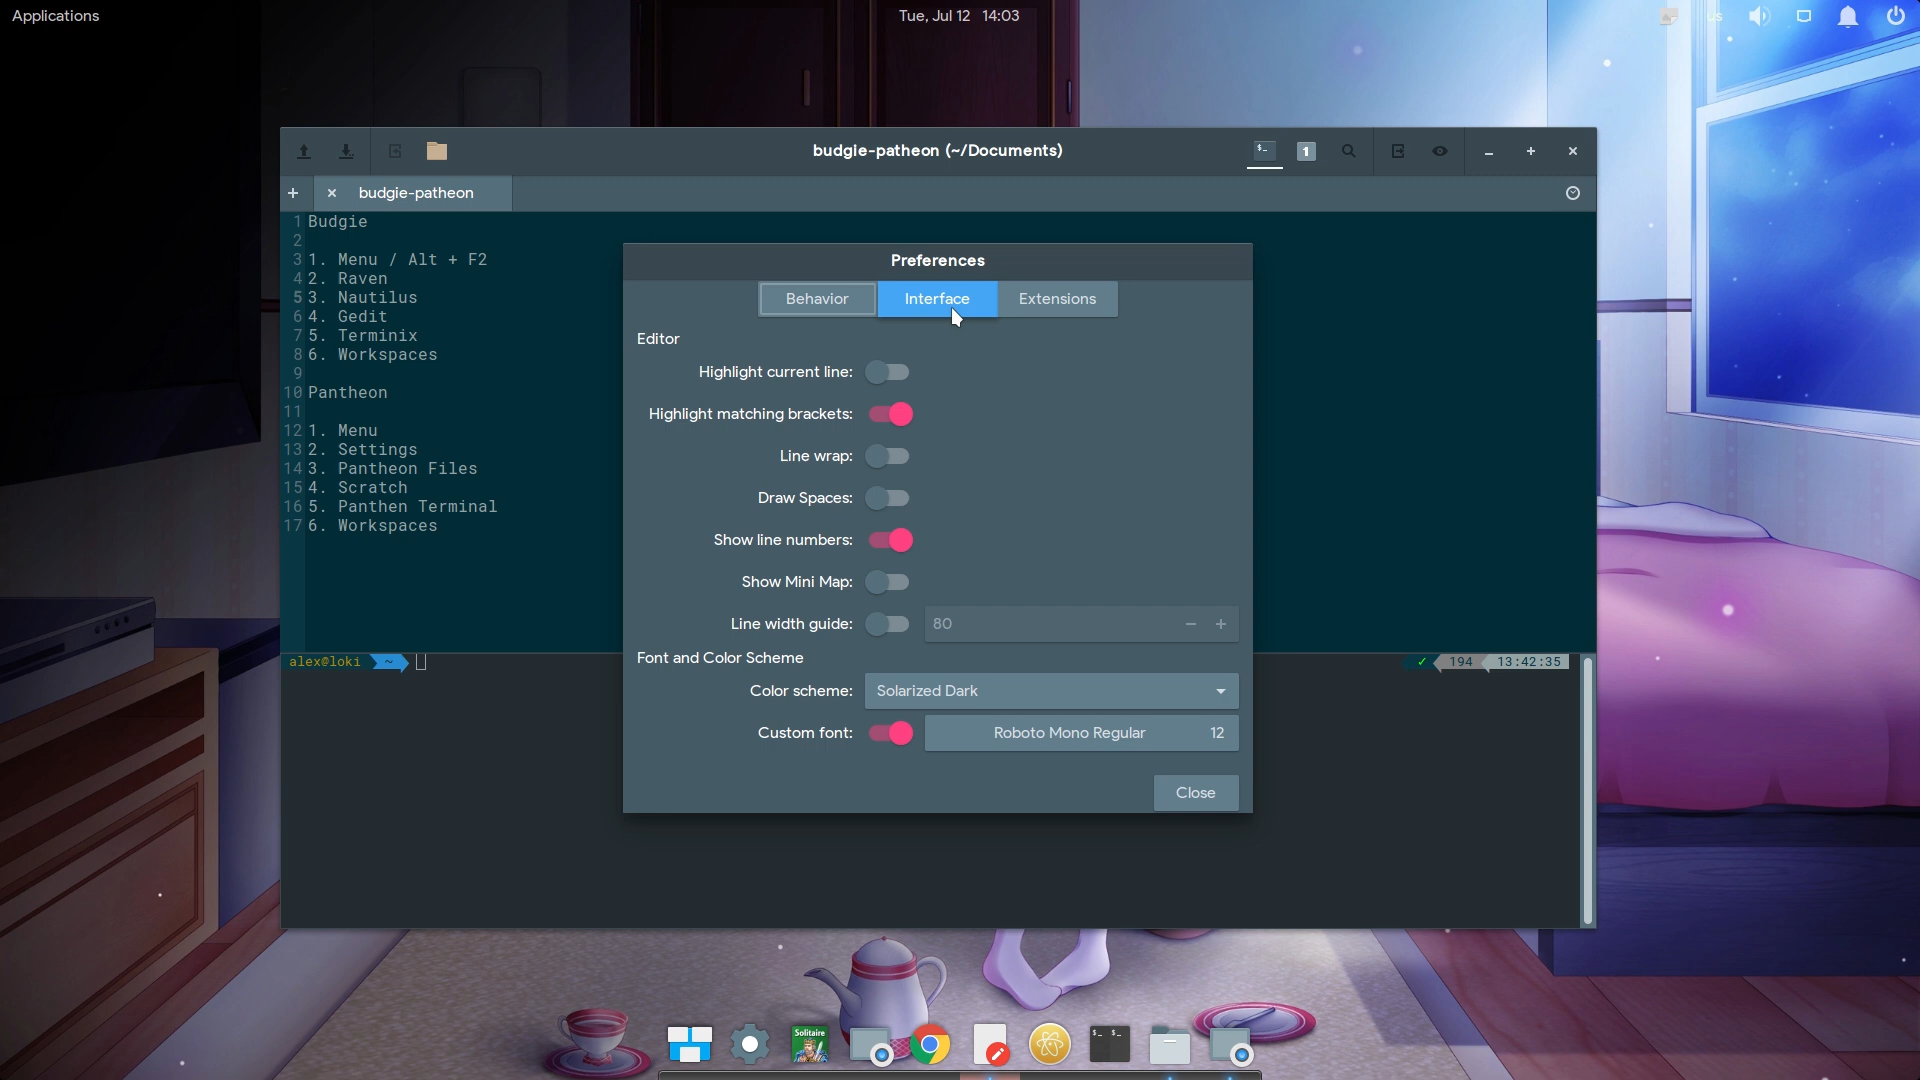 Applications
Tue, Jul 12 14:03
us
budgie-patheon (~/Documents)
$-
1
+ × budgie-patheon
1 Budgie
2
3 1. Menu / Alt + F2
4 2. Raven
5 3. Nautilus
6 4. Gedit
7 5. Terminix
8 6. Workspaces
9
10 Pantheon
11
12 1. Menu
13 2. Settings
14 3. Pantheon Files
15 4. Scratch
16 5. Panthen Terminal
17 6. Workspaces
Preferences
Behavior Interface Extensions
Editor
Highlight current line:
Highlight matching brackets:
Line wrap:
Draw Spaces:
Show line numbers:
Show Mini Map:
Line width guide: 80 − +
Font and Color Scheme
Color scheme: Solarized Dark
Custom font: Roboto Mono Regular 12
Close
alex@loki ~ ✓ 194 13:42:35
Solitaire
$- $-